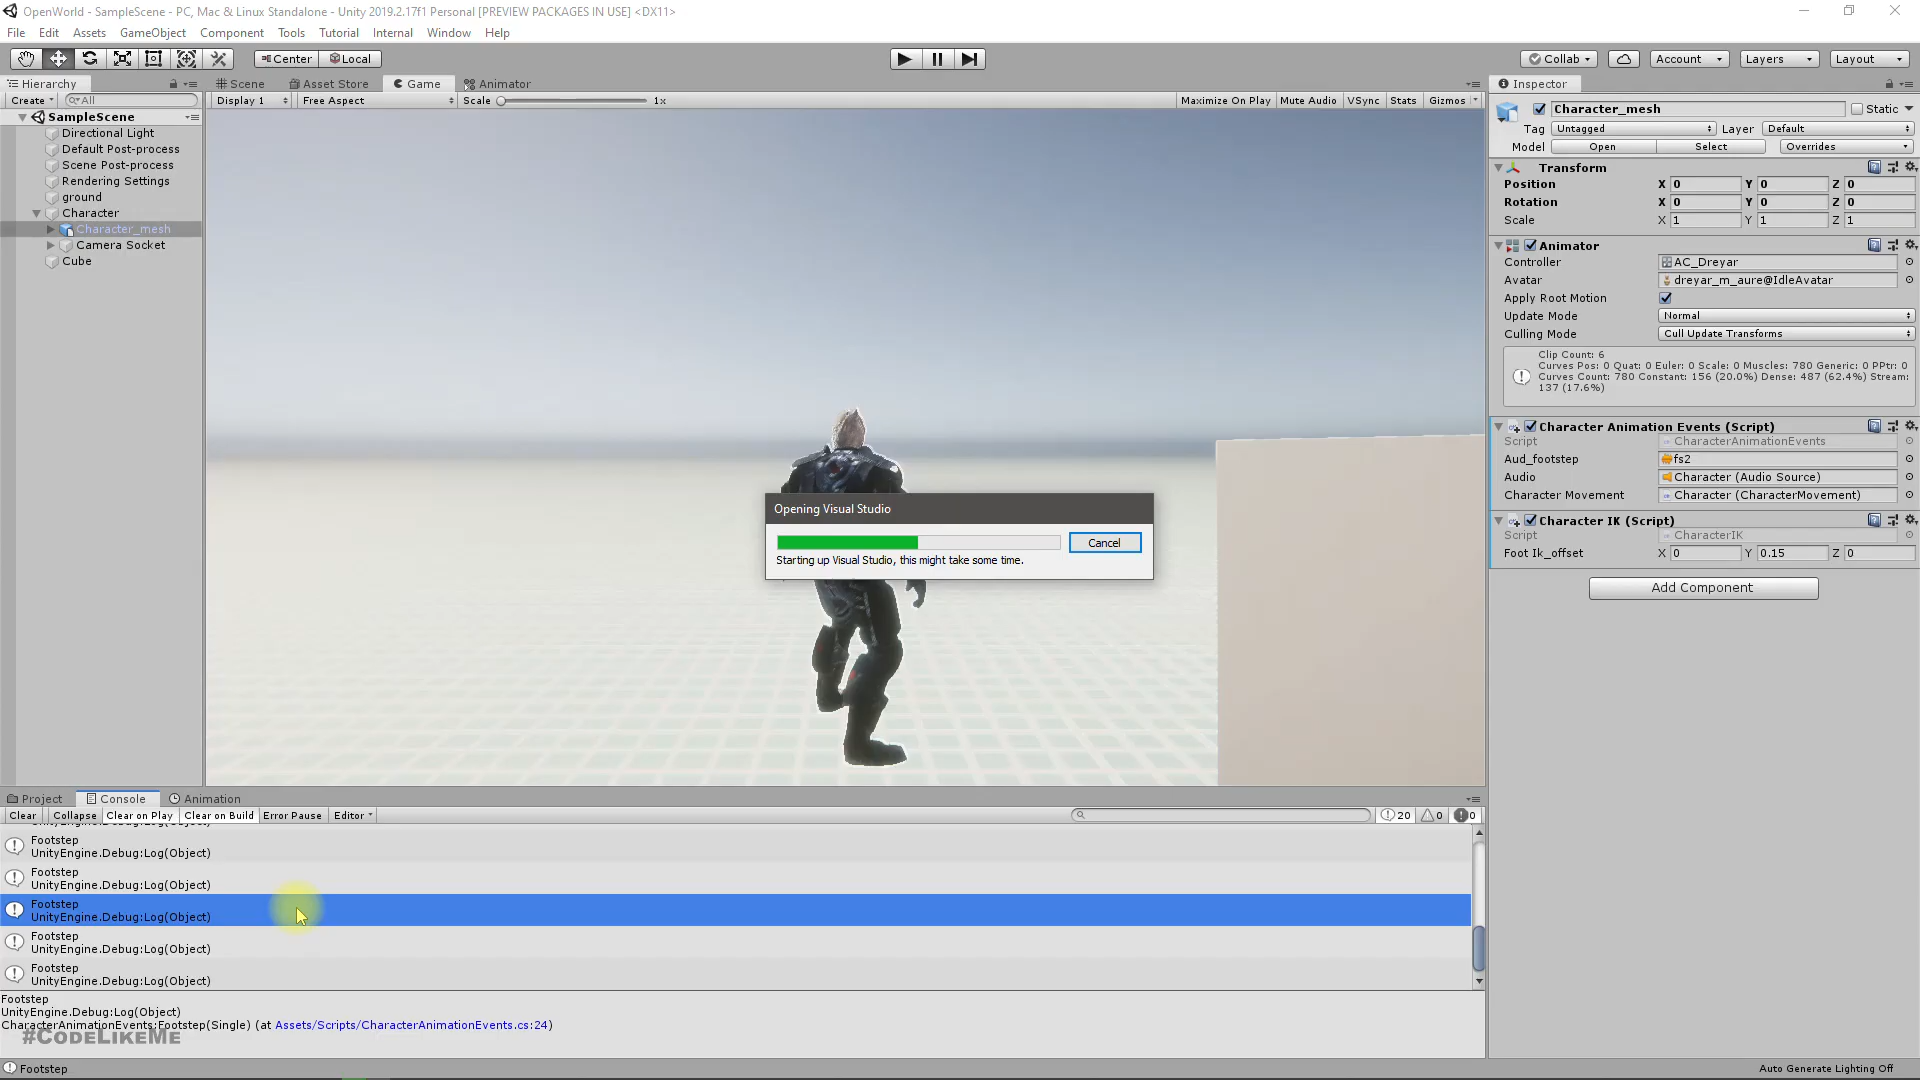 OpenWorld - SampleScene - PC, Mac & Linux Standalone - Unity 2019.2.17f1 Personal [PREVIEW PACKAGES IN USE] <DX11>
File Edit Assets GameObject Component Tools Tutorial Internal Window Help
Center Local Collab Account Layers Layout
Hierarchy Scene Asset Store Game Animator Inspector
Create All Display 1 Free Aspect Scale 1x Maximize On Play Mute Audio VSync Stats Gizmos
SampleScene
Directional Light
Default Post-process
Scene Post-process
Rendering Settings
ground
Character
Character_mesh
Camera Socket
Cube
Character_mesh Static
Tag Untagged Layer Default
Model Open Select Overrides
Transform
Position X 0 Y 0 Z 0
Rotation X 0 Y 0 Z 0
Scale X 1 Y 1 Z 1
Animator
Controller AC_Dreyar
Avatar dreyar_m_aure@IdleAvatar
Apply Root Motion
Update Mode Normal
Culling Mode Cull Update Transforms
Clip Count: 6
Curves Pos: 0 Quat: 0 Euler: 0 Scale: 0 Muscles: 780 Generic: 0 PPtr: 0
Curves Count: 780 Constant: 156 (20.0%) Dense: 487 (62.4%) Stream:
137 (17.6%)
Character Animation Events (Script)
Script CharacterAnimationEvents
Aud_footstep fs2
Audio Character (Audio Source)
Character Movement Character (CharacterMovement)
Character IK (Script)
Script CharacterIK
Foot Ik_offset X 0 Y 0.15 Z 0
Add Component
Opening Visual Studio
Cancel
Starting up Visual Studio, this might take some time.
Project Console Animation
Clear Collapse Clear on Play Clear on Build Error Pause Editor 20 0 0
UnityEngine.Debug:Log(Object)
Footstep
UnityEngine.Debug:Log(Object)
Footstep
UnityEngine.Debug:Log(Object)
Footstep
UnityEngine.Debug:Log(Object)
Footstep
UnityEngine.Debug:Log(Object)
Footstep
UnityEngine.Debug:Log(Object)
Footstep
UnityEngine.Debug:Log(Object)
CharacterAnimationEvents:Footstep(Single) (at Assets/Scripts/CharacterAnimationEvents.cs:24)
#CodeLikeMe
Footstep Auto Generate Lighting Off